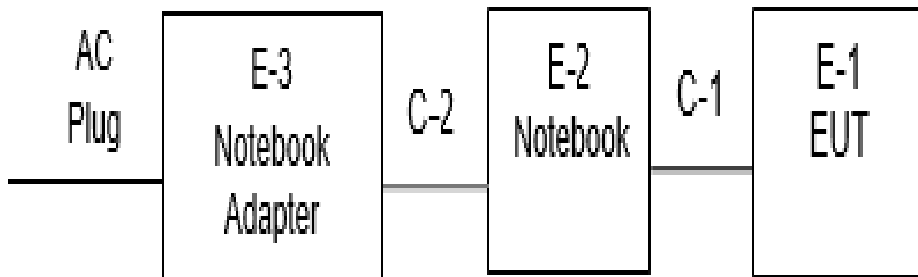 AC
Plug
E-3
Notebook
Adapter
C-2
E-2
Notebook
C-1
E-1
EUT